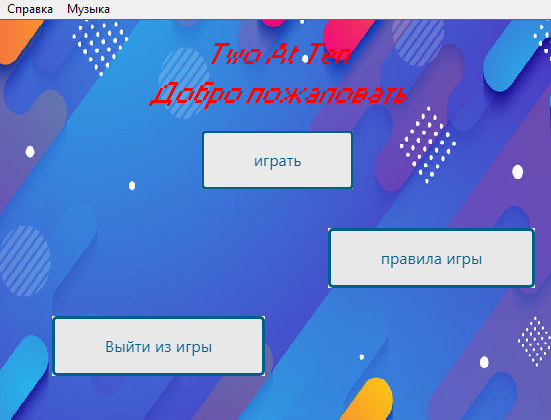 Справка Музыка
Two At Ten
Добро пожаловать
играть
правила игры
Выйти из игры